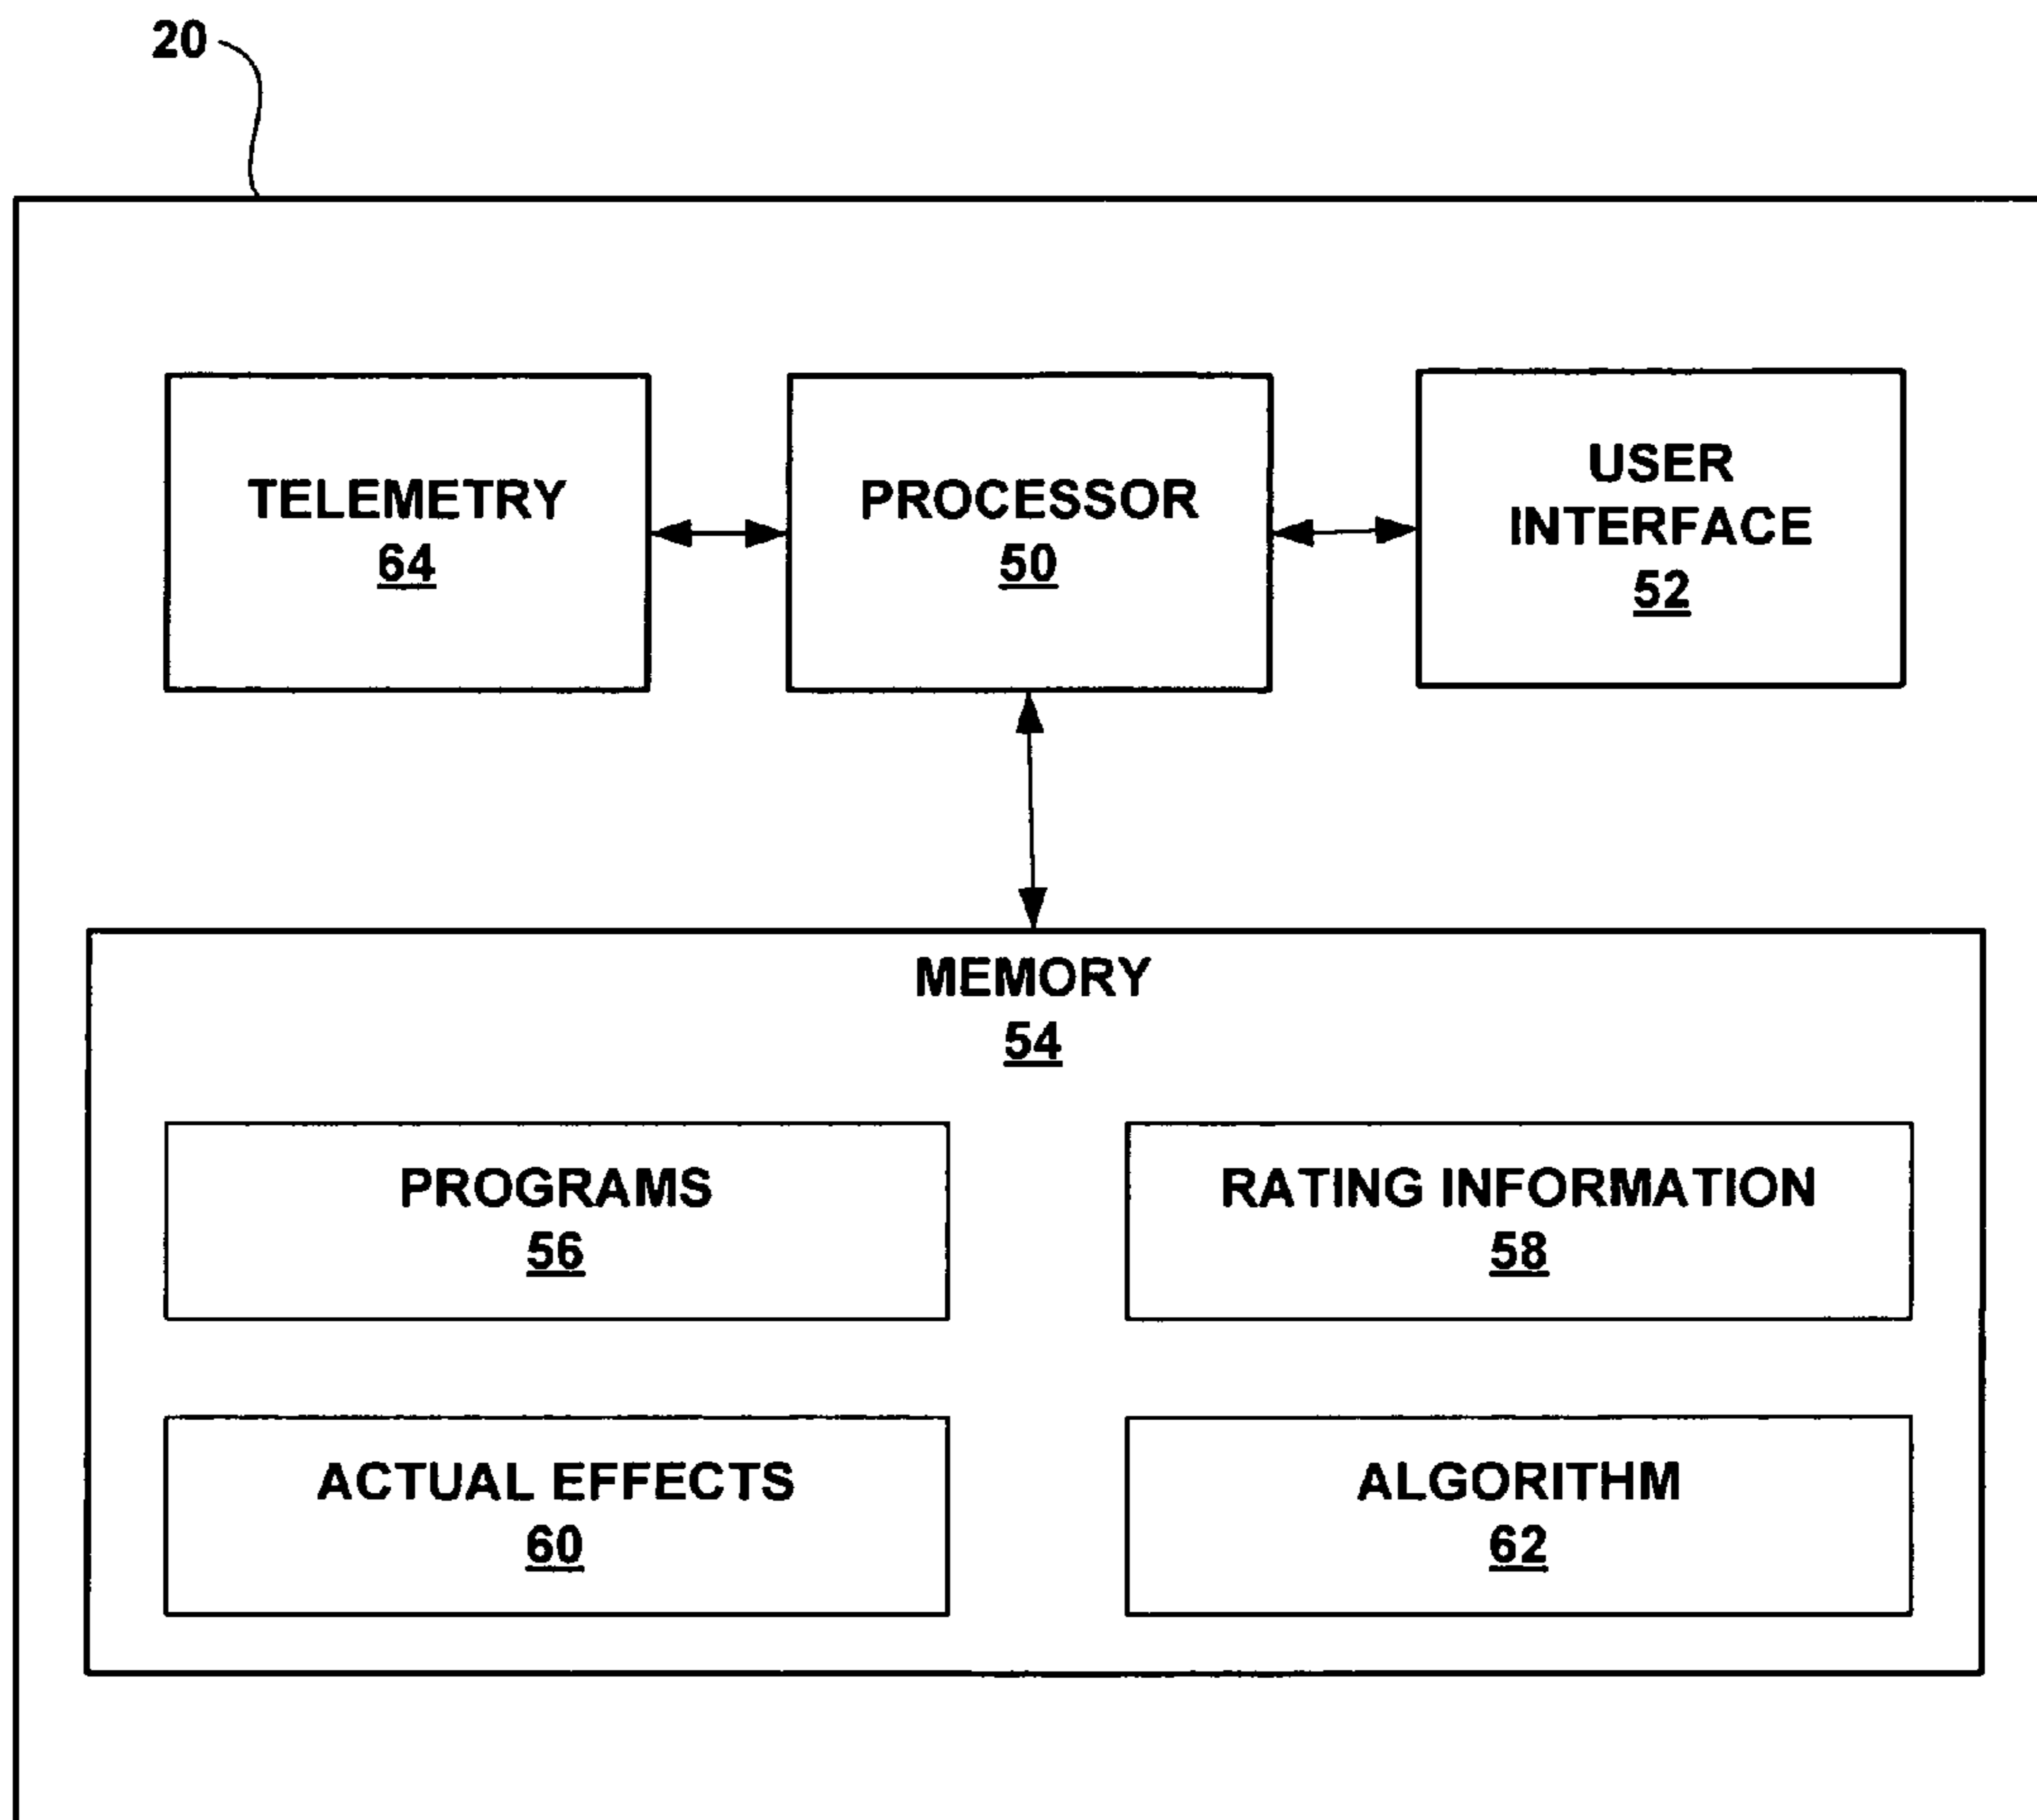 20
TELEMETRY
64
PROCESSOR
50
USER
INTERFACE
52
MEMORY
54
PROGRAMS
56
RATING INFORMATION
58
ACTUAL EFFECTS
60
ALGORITHM
62